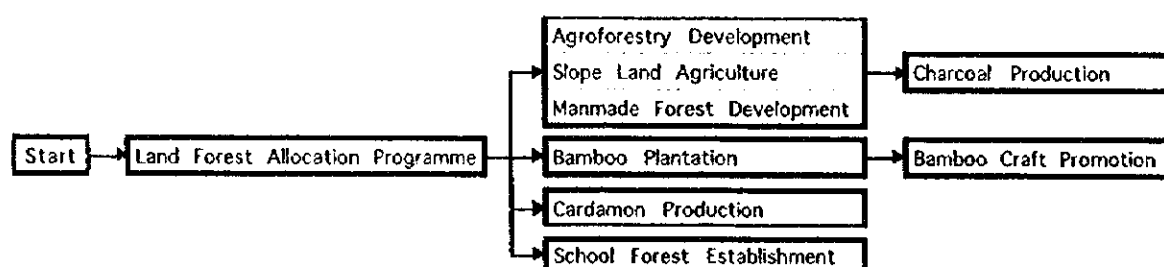 Agroforestry Development
Slope Land Agriculture
Charcoal Production
Manmade Forest Development
Start
Land Forest Allocation Programme
Bamboo Plantation
Bamboo Craft Promotion
Cardamon Production
School Forest Establishment